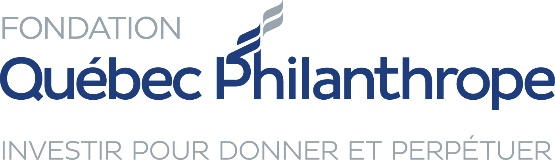 FONDATION
Québec Philanthrope
INVESTIR POUR DONNER ET PERPÉTUER